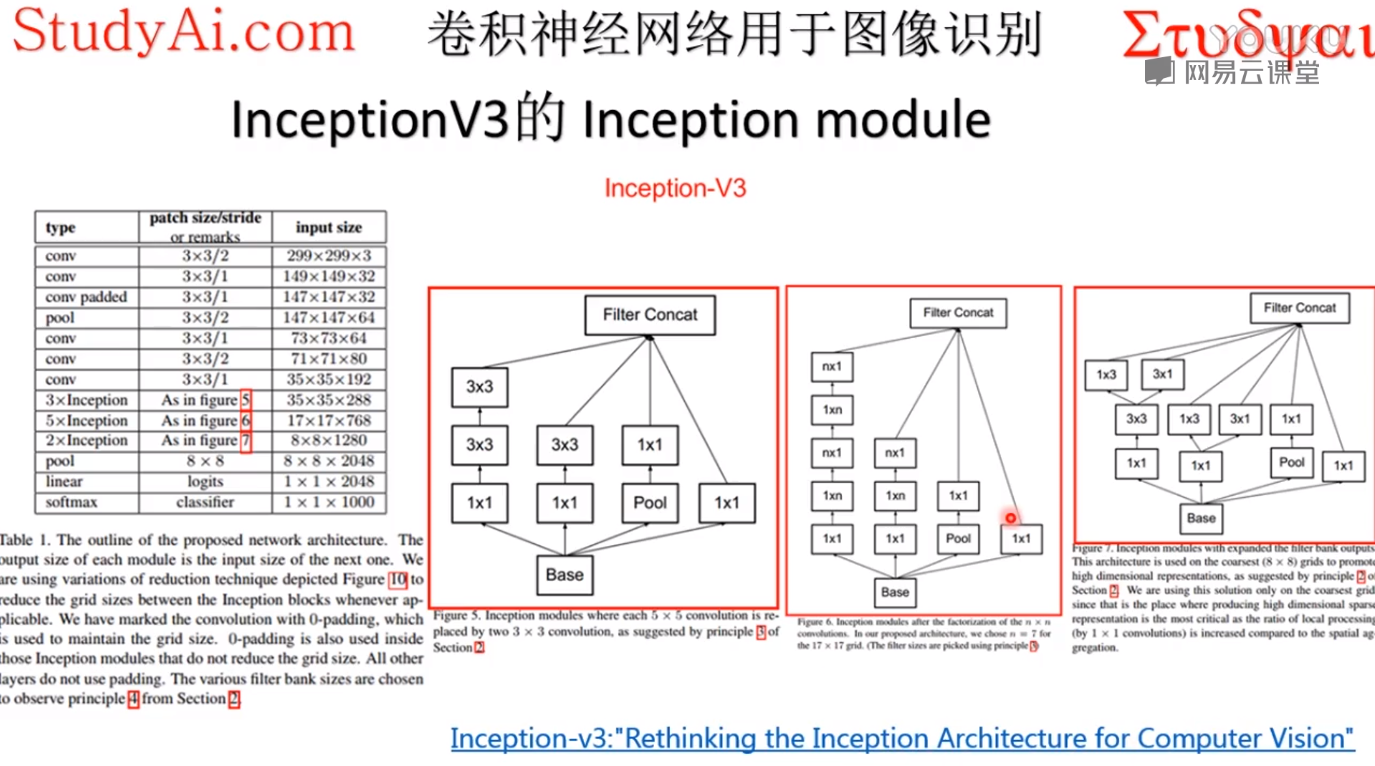 StudyAi.com
卷积神经网络用于图像识别
Στυδψαι
YOUKU
网易云课堂
InceptionV3的 Inception module
Inception-V3
type patch size/stride or remarks input size
conv 3×3/2 299×299×3
conv 3×3/1 149×149×32
conv padded 3×3/1 147×147×32
pool 3×3/2 147×147×64
conv 3×3/1 73×73×64
conv 3×3/2 71×71×80
conv 3×3/1 35×35×192
3×Inception As in figure 5 35×35×288
5×Inception As in figure 6 17×17×768
2×Inception As in figure 7 8×8×1280
pool 8 × 8 8 × 8 × 2048
linear logits 1 × 1 × 2048
softmax classifier 1 × 1 × 1000
Table 1. The outline of the proposed network architecture. The
output size of each module is the input size of the next one. We
are using variations of reduction technique depicted Figure 10 to
reduce the grid sizes between the Inception blocks whenever ap-
plicable. We have marked the convolution with 0-padding, which
is used to maintain the grid size. 0-padding is also used inside
those Inception modules that do not reduce the grid size. All other
layers do not use padding. The various filter bank sizes are chosen
to observe principle 4 from Section 2.
Filter Concat
3x3
3x3 3x3 1x1
1x1 1x1 Pool 1x1
Base
Figure 5. Inception modules where each 5 × 5 convolution is re-
placed by two 3 × 3 convolution, as suggested by principle 3 of
Section 2.
Filter Concat
nx1
1xn
nx1 nx1
1xn 1xn 1x1
1x1 1x1 Pool 1x1
Base
Figure 6. Inception modules after the factorization of the n × n
convolutions. In our proposed architecture, we chose n = 7 for
the 17 × 17 grid. (The filter sizes are picked using principle 3)
Filter Concat
1x3 3x1
3x3 1x3 3x1 1x1
1x1 1x1 Pool 1x1
Base
Figure 7. Inception modules with expanded the filter bank outputs.
This architecture is used on the coarsest (8 × 8) grids to promote
high dimensional representations, as suggested by principle 2 of
Section 2. We are using this solution only on the coarsest grid,
since that is the place where producing high dimensional sparse
representation is the most critical as the ratio of local processing
(by 1 × 1 convolutions) is increased compared to the spatial ag-
gregation.
Inception-v3:"Rethinking the Inception Architecture for Computer Vision"